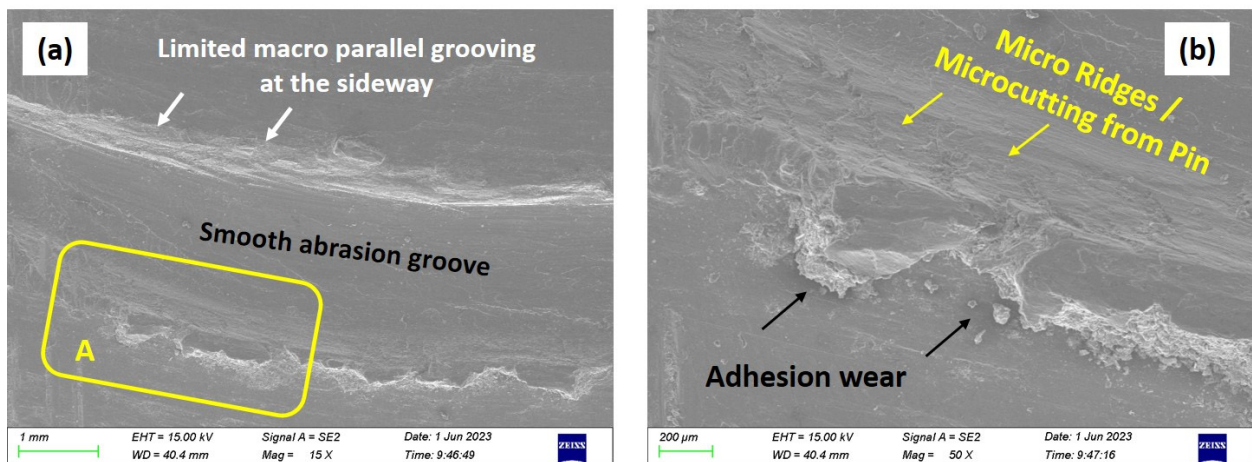 (a)
Limited macro parallel grooving
at the sideway
Smooth abrasion groove
A
1 mm
EHT = 15.00 kV
WD = 40.4 mm
Signal A = SE2
Mag = 15 X
Date: 1 Jun 2023
Time: 9:46:49
ZEISS
(b)
Micro Ridges /
Microcutting from Pin
Adhesion wear
200 µm
EHT = 15.00 kV
WD = 40.4 mm
Signal A = SE2
Mag = 50 X
Date: 1 Jun 2023
Time: 9:47:16
ZEISS